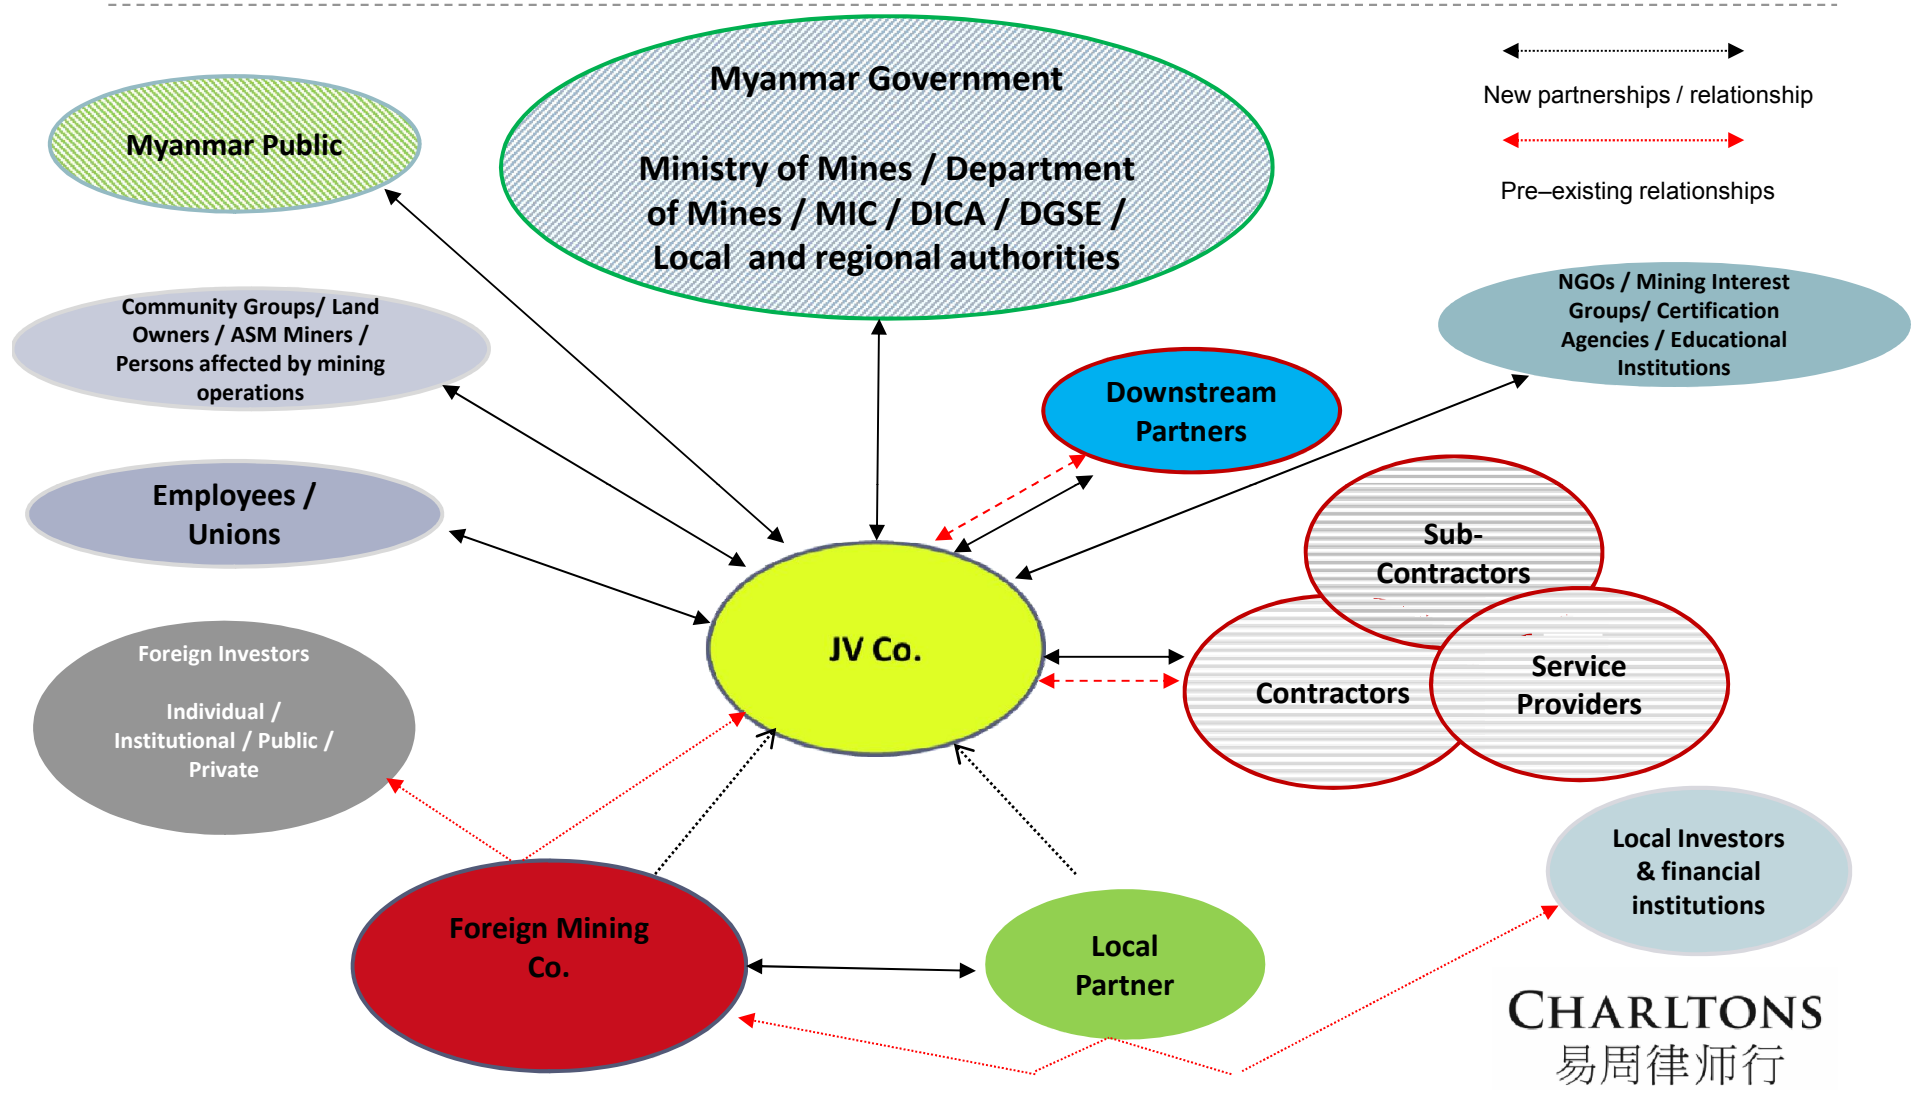 Myanmar Government
Ministry of Mines / Department
of Mines / MIC / DICA / DGSE /
Local and regional authorities
New partnerships / relationship
Pre–existing relationships
Myanmar Public
Community Groups/ Land
Owners / ASM Miners /
Persons affected by mining
operations
NGOs / Mining Interest
Groups/ Certification
Agencies / Educational
Institutions
Downstream
Partners
Employees /
Unions
Sub-
Contractors
JV Co.
Contractors
Service
Providers
Foreign Investors
Individual /
Institutional / Public /
Private
Local Investors
& financial
institutions
Foreign Mining
Co.
Local
Partner
CHARLTONS
易周律师行